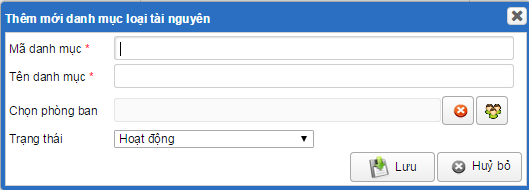 Thêm mới danh mục loại tài nguyên
Mã danh mục *
Tên danh mục *
Chọn phòng ban
Trạng thái Hoạt động
Lưu Huỷ bỏ